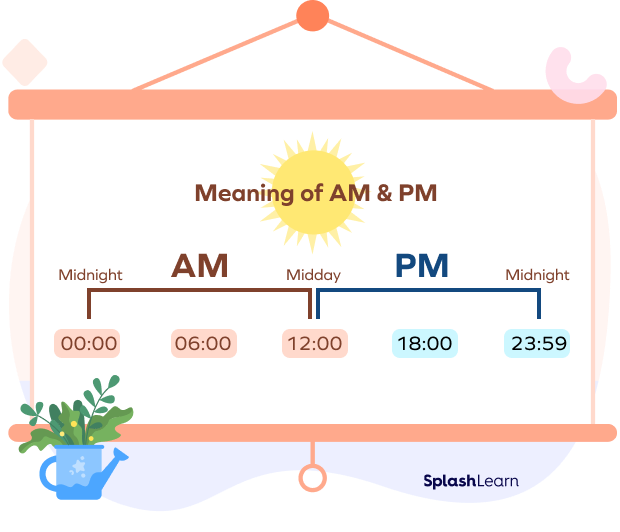 Meaning of AM & PM
AM PM
Midnight Midday Midnight
00:00 06:00 12:00 18:00 23:59
SplashLearn